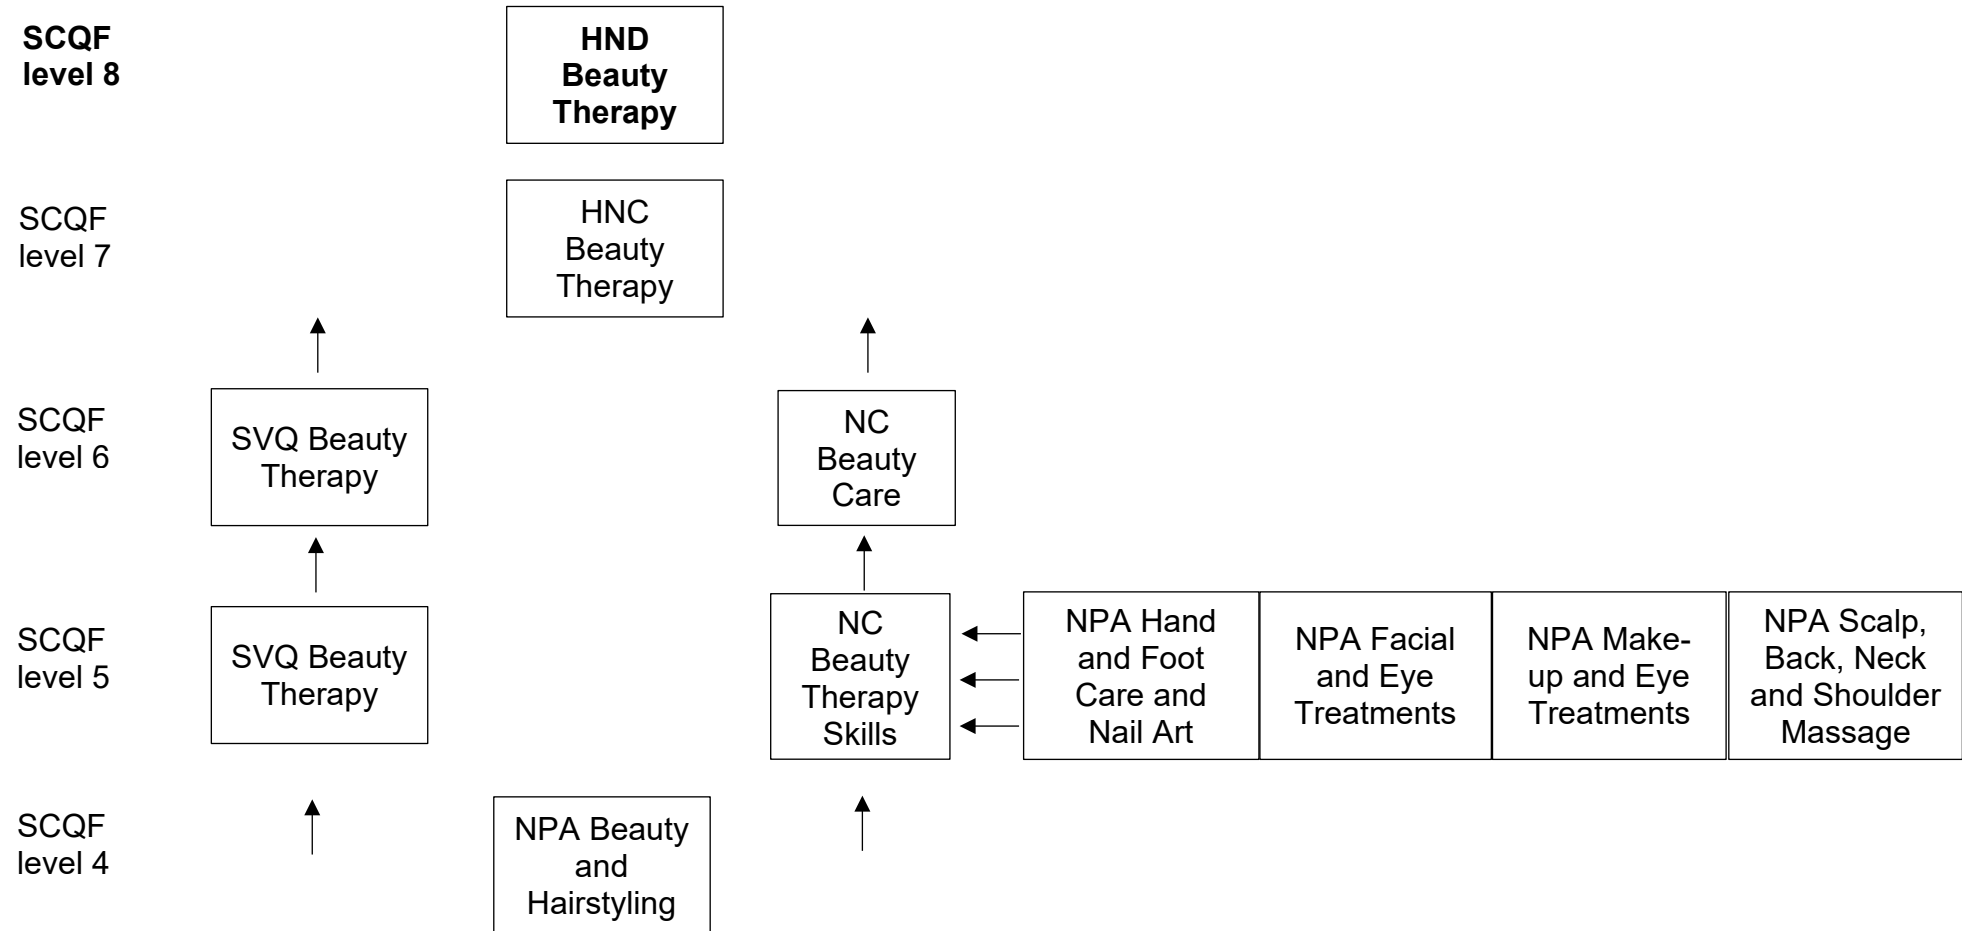 SCQF
level 8
HND
Beauty
Therapy
SCQF
level 7
HNC
Beauty
Therapy
SCQF
level 6
SVQ Beauty
Therapy
NC
Beauty
Care
SCQF
level 5
SVQ Beauty
Therapy
NC
Beauty
Therapy
Skills
NPA Hand
and Foot
Care and
Nail Art
NPA Facial
and Eye
Treatments
NPA Make-
up and Eye
Treatments
NPA Scalp,
Back, Neck
and Shoulder
Massage
SCQF
level 4
NPA Beauty
and
Hairstyling